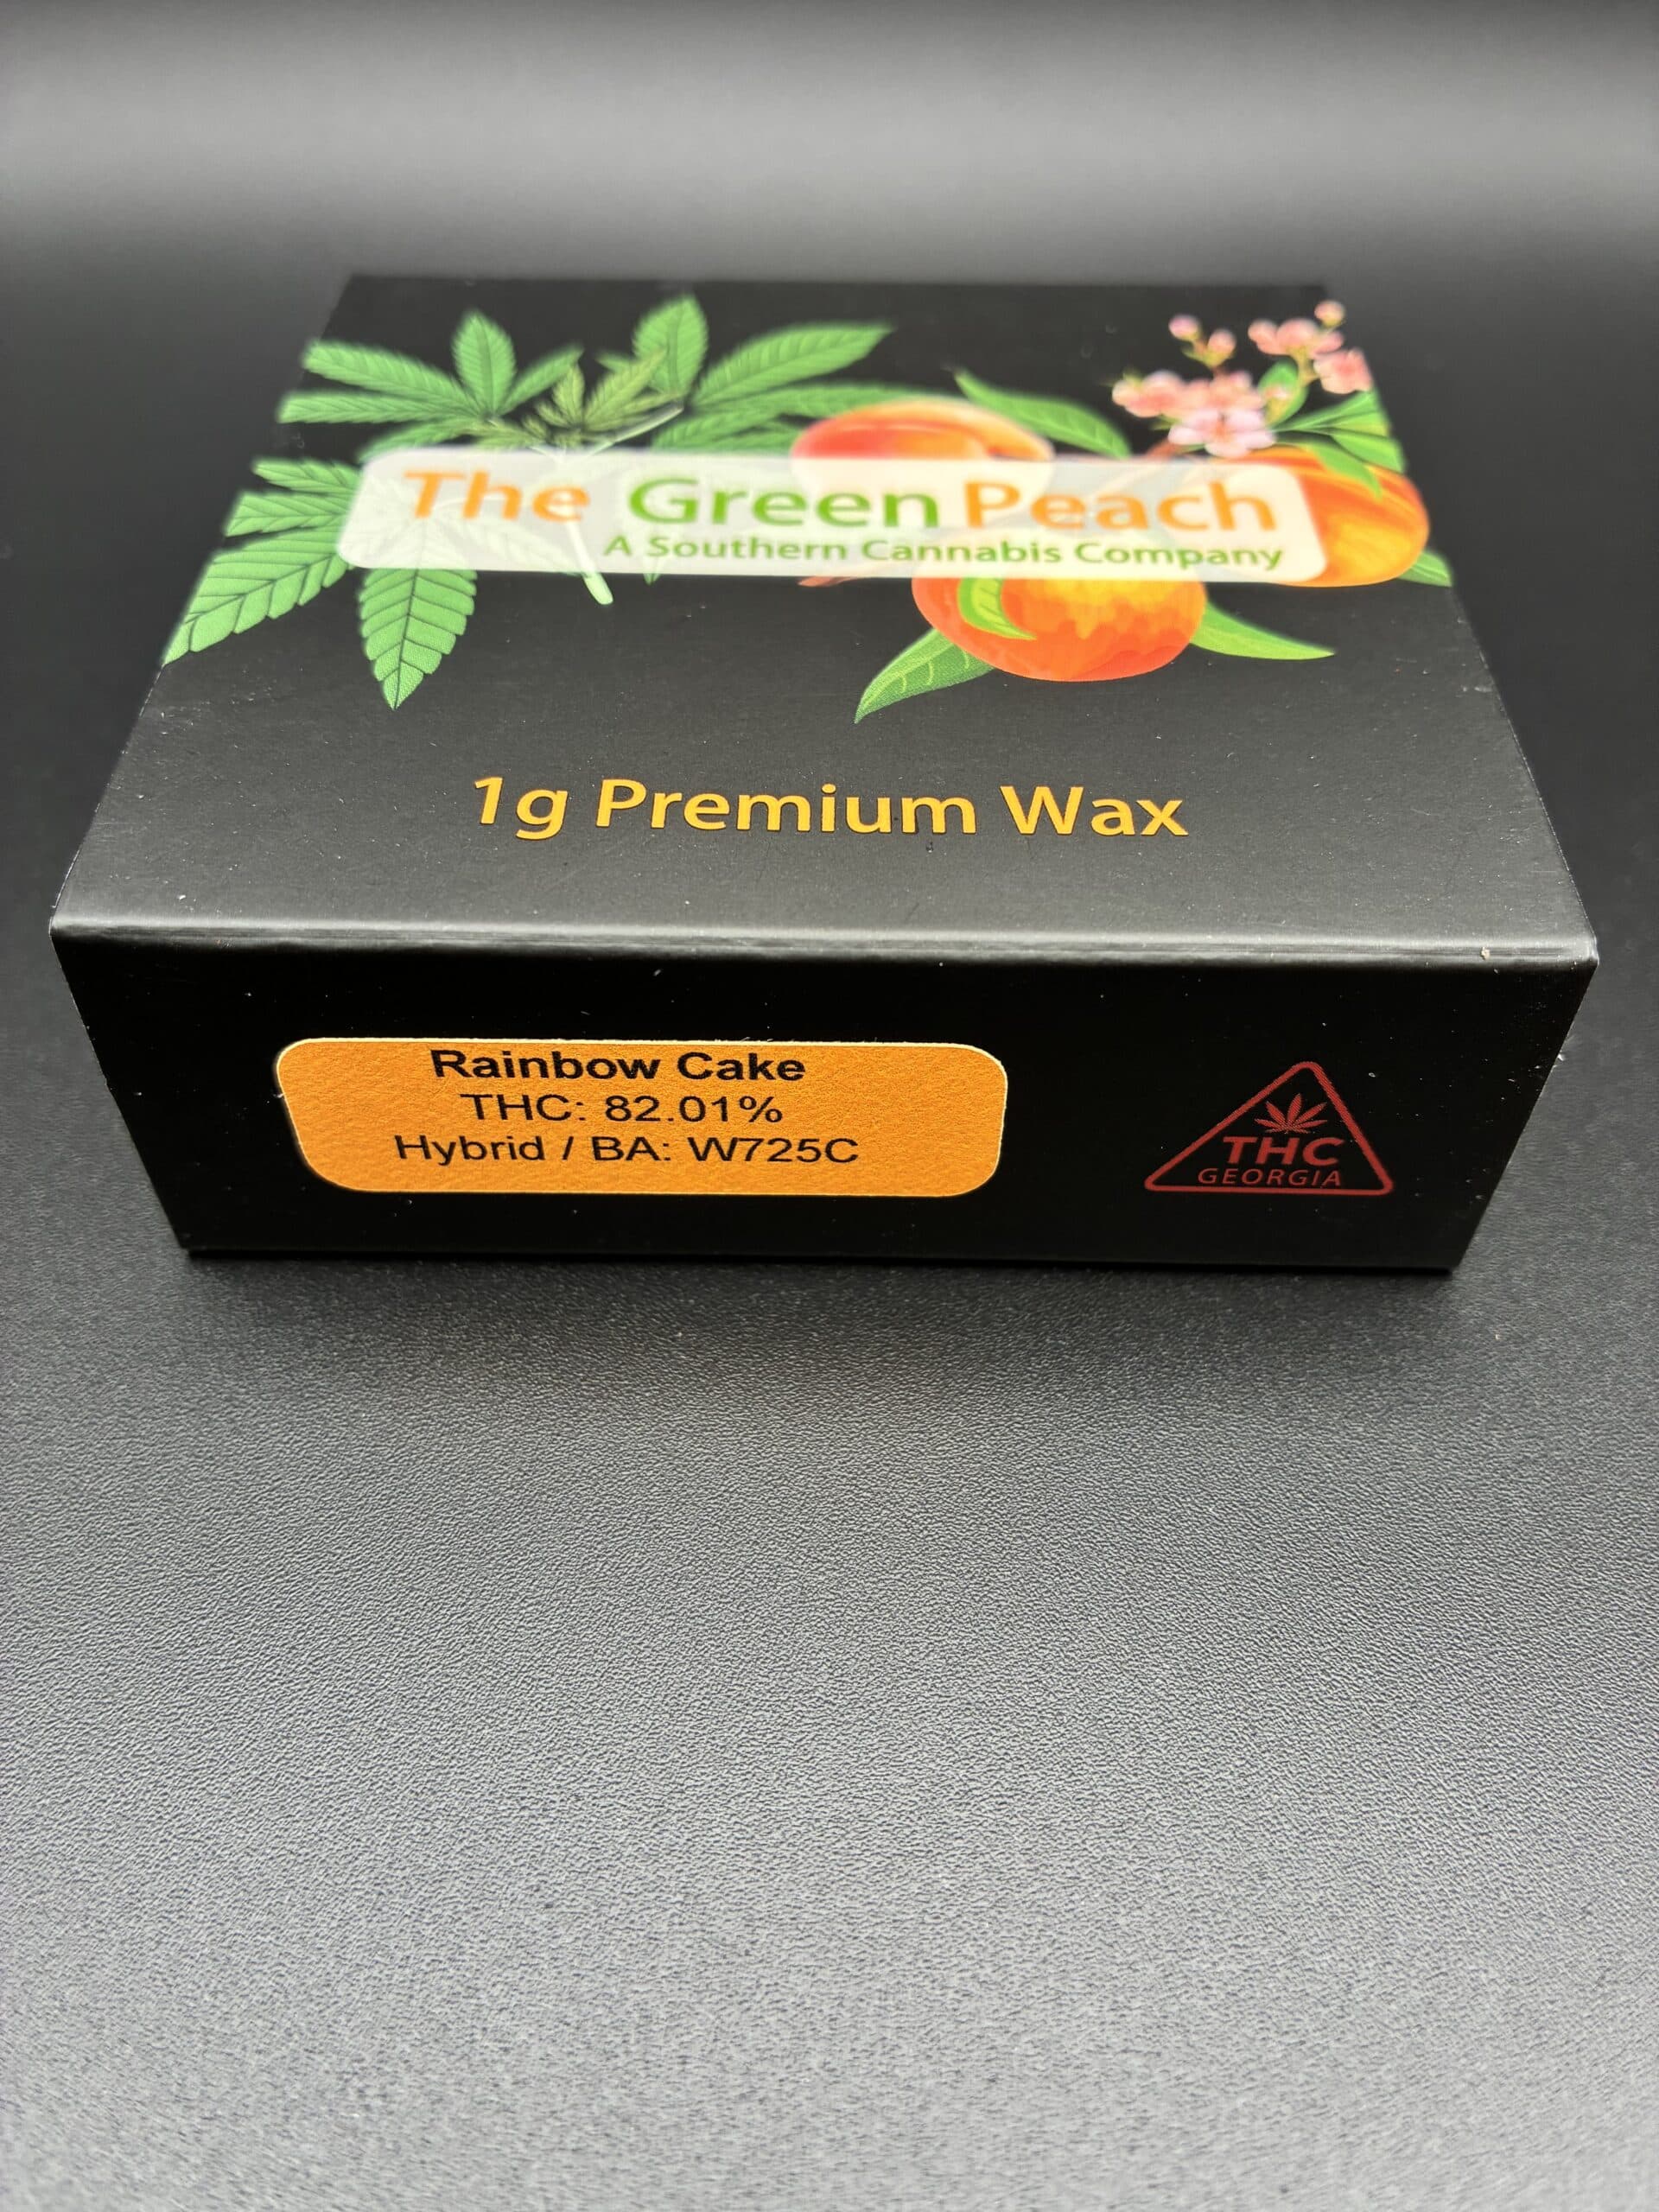 The Green Peach
A Southern Cannabis Company
1g Premium Wax
Rainbow Cake
THC: 82.01%
Hybrid / BA: W725C
THC
GEORGIA